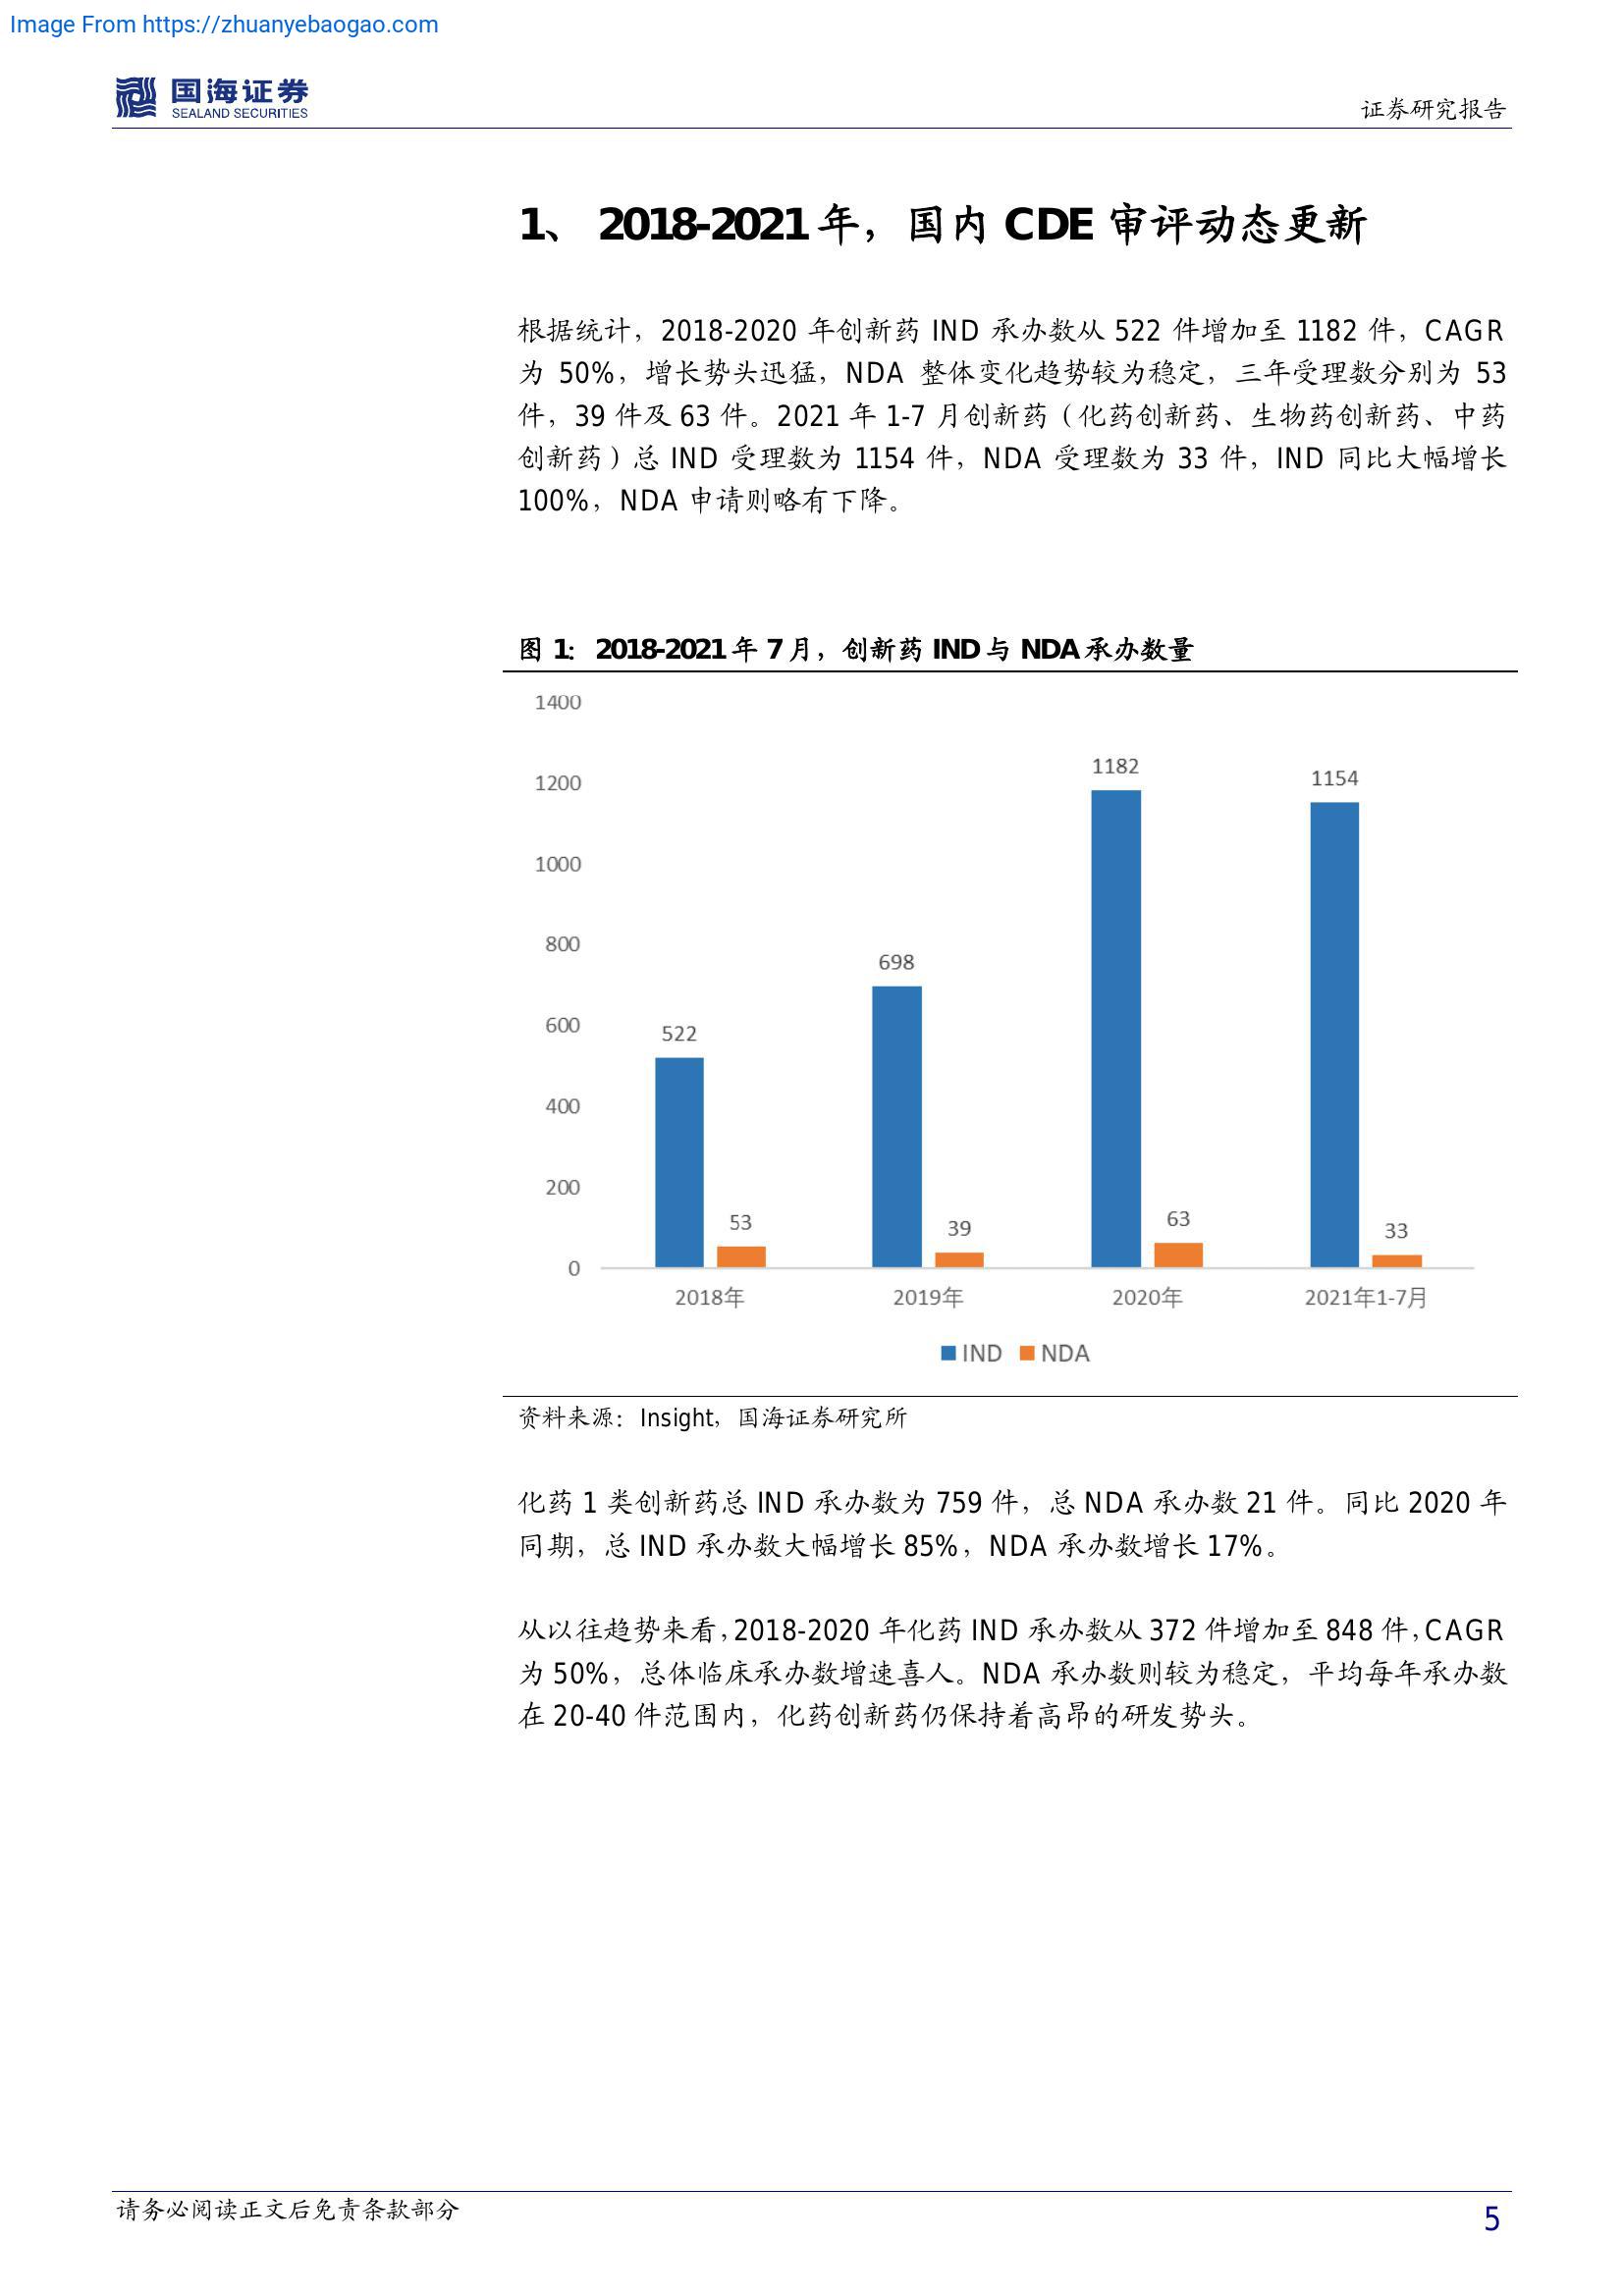 Image From https://zhuanyebaogao.com
国海证券
SEALAND SECURITIES
证券研究报告
1、 2018-2021年，国内 CDE 审评动态更新
根据统计，2018-2020 年创新药 IND 承办数从 522 件增加至 1182 件，CAGR
为 50%，增长势头迅猛，NDA 整体变化趋势较为稳定，三年受理数分别为 53
件，39 件及 63 件。2021 年 1-7 月创新药（化药创新药、生物药创新药、中药
创新药）总 IND 受理数为 1154 件，NDA 受理数为 33 件，IND 同比大幅增长
100%，NDA 申请则略有下降。
图 1： 2018-2021年 7月，创新药 IND与 NDA承办数量
1400
1200
1000
800
600
400
200
0
522
53
698
39
1182
63
1154
33
2018年
2019年
2020年
2021年1-7月
IND NDA
资料来源：Insight，国海证券研究所
化药 1 类创新药总 IND 承办数为 759 件，总 NDA 承办数 21 件。同比 2020 年
同期，总 IND 承办数大幅增长 85%，NDA 承办数增长 17%。
从以往趋势来看，2018-2020 年化药 IND 承办数从 372 件增加至 848 件，CAGR
为 50%，总体临床承办数增速喜人。NDA 承办数则较为稳定，平均每年承办数
在 20-40 件范围内，化药创新药仍保持着高昂的研发势头。
请务必阅读正文后免责条款部分
5